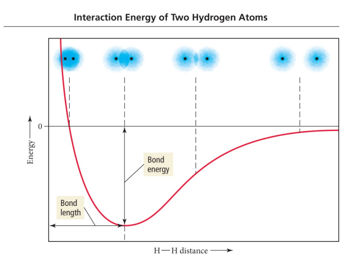 Interaction Energy of Two Hydrogen Atoms
0
Energy
Bond
energy
Bond
length
H—H distance